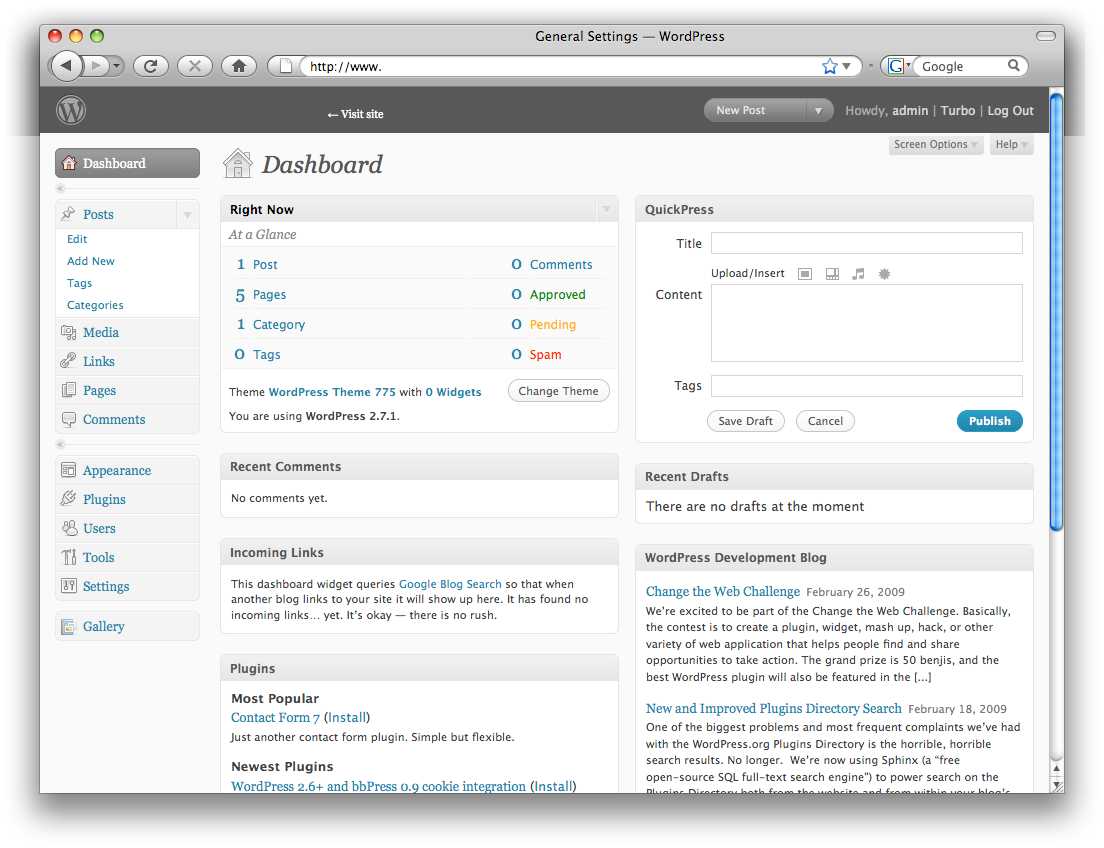 General Settings — WordPress
http://www.
Google
← Visit site
New Post
Howdy, admin | Turbo | Log Out
Screen Options
Help
Dashboard
Posts
Edit
Add New
Tags
Categories
Media
Links
Pages
Comments
Appearance
Plugins
Users
Tools
Settings
Gallery
Dashboard
Right Now
At a Glance
1 Post
0 Comments
5 Pages
0 Approved
1 Category
0 Pending
0 Tags
0 Spam
Theme WordPress Theme 775 with 0 Widgets
Change Theme
You are using WordPress 2.7.1.
Recent Comments
No comments yet.
Incoming Links
This dashboard widget queries Google Blog Search so that when
another blog links to your site it will show up here. It has found no
incoming links… yet. It’s okay — there is no rush.
Plugins
Most Popular
Contact Form 7 (Install)
Just another contact form plugin. Simple but flexible.
Newest Plugins
WordPress 2.6+ and bbPress 0.9 cookie integration (Install)
QuickPress
Title
Upload/Insert
Content
Tags
Save Draft
Cancel
Publish
Recent Drafts
There are no drafts at the moment
WordPress Development Blog
Change the Web Challenge February 26, 2009
We’re excited to be part of the Change the Web Challenge. Basically,
the contest is to create a plugin, widget, mash up, hack, or other
variety of web application that helps people find and share
opportunities to take action. The grand prize is 50 benjis, and the
best WordPress plugin will also be featured in the [...]
New and Improved Plugins Directory Search February 18, 2009
One of the biggest problems and most frequent complaints we’ve had
with the WordPress.org Plugins Directory is the horrible, horrible
search results. No longer. We’re now using Sphinx (a “free
open-source SQL full-text search engine”) to power search on the
Plugins Directory both from the website and from within your blog’s